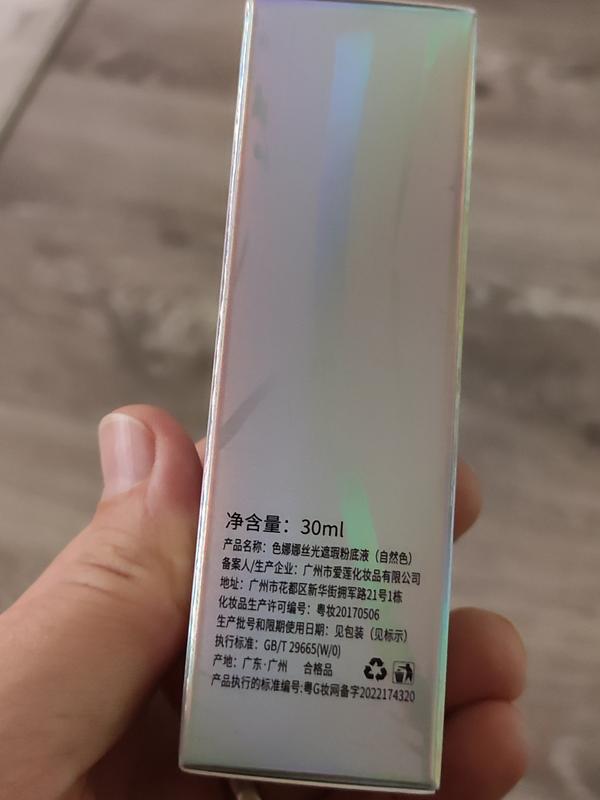 净含量：30ml
产品名称：色娜娜丝光遮瑕粉底液（自然色）
备案人/生产企业：广州市爱莲化妆品有限公司
地址：广州市花都区新华街拥军路21号1栋
化妆品生产许可编号：粤妆20170506
生产批号和限期使用日期：见包装（见标示）
执行标准：GB/T 29665(W/0)
产地：广东·广州 合格品
产品执行的标准编号:粤G妆网备字2022174320